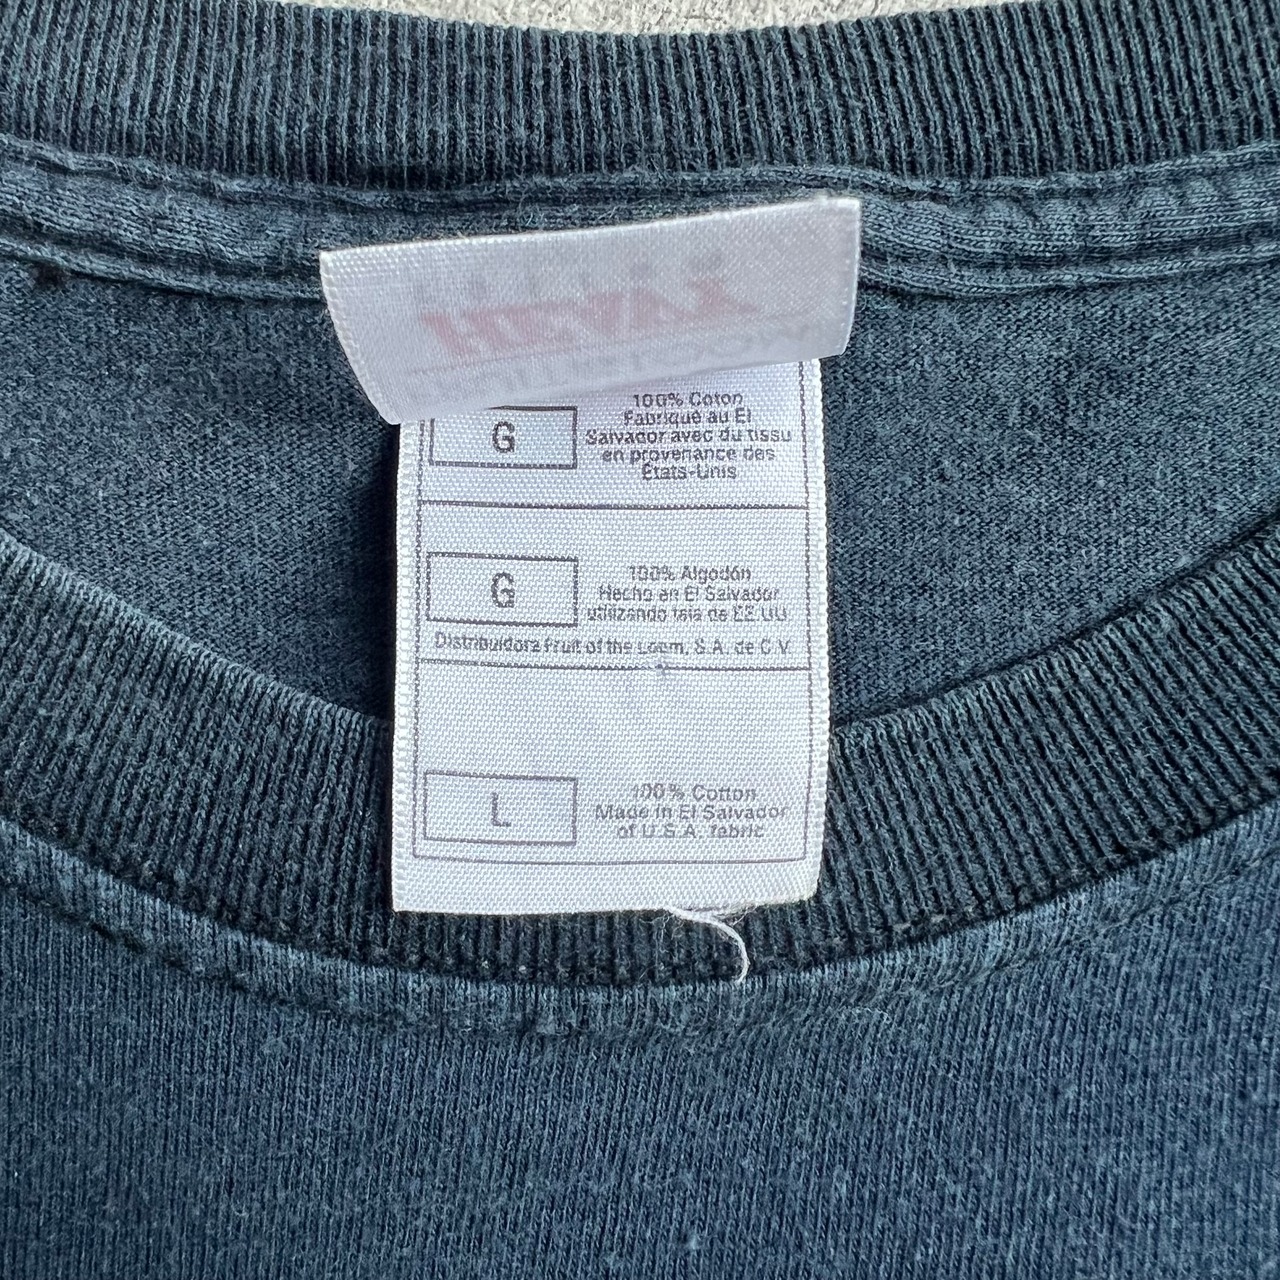 HEAVY
G
100% Coton
Fabriqué au El
Salvador avec du tissu
en provenance des
États-Unis
G
100% Algodón
Hecho en El Salvador
utilizando tela de EE.UU
Distribuidora Fruit of the Loom, S.A. de C.V
L
100% Cotton
Made in El Salvador
of U.S.A. fabric